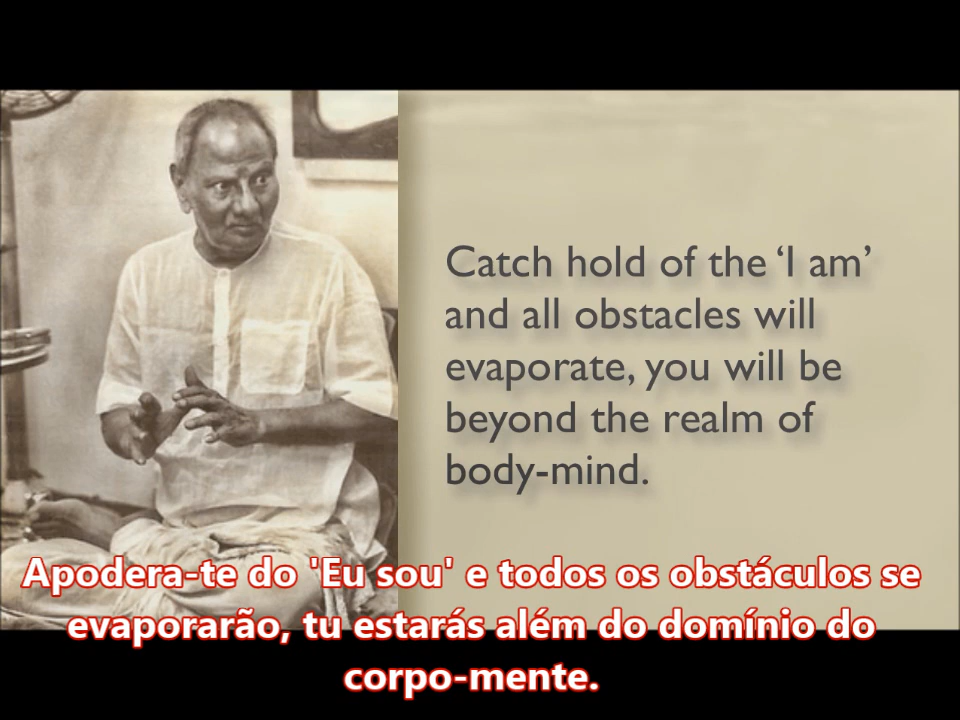 Catch hold of the ‘I am’
and all obstacles will
evaporate, you will be
beyond the realm of
body-mind.
Apodera-te do 'Eu sou' e todos os obstáculos se
evaporarão, tu estarás além do domínio do
corpo-mente.